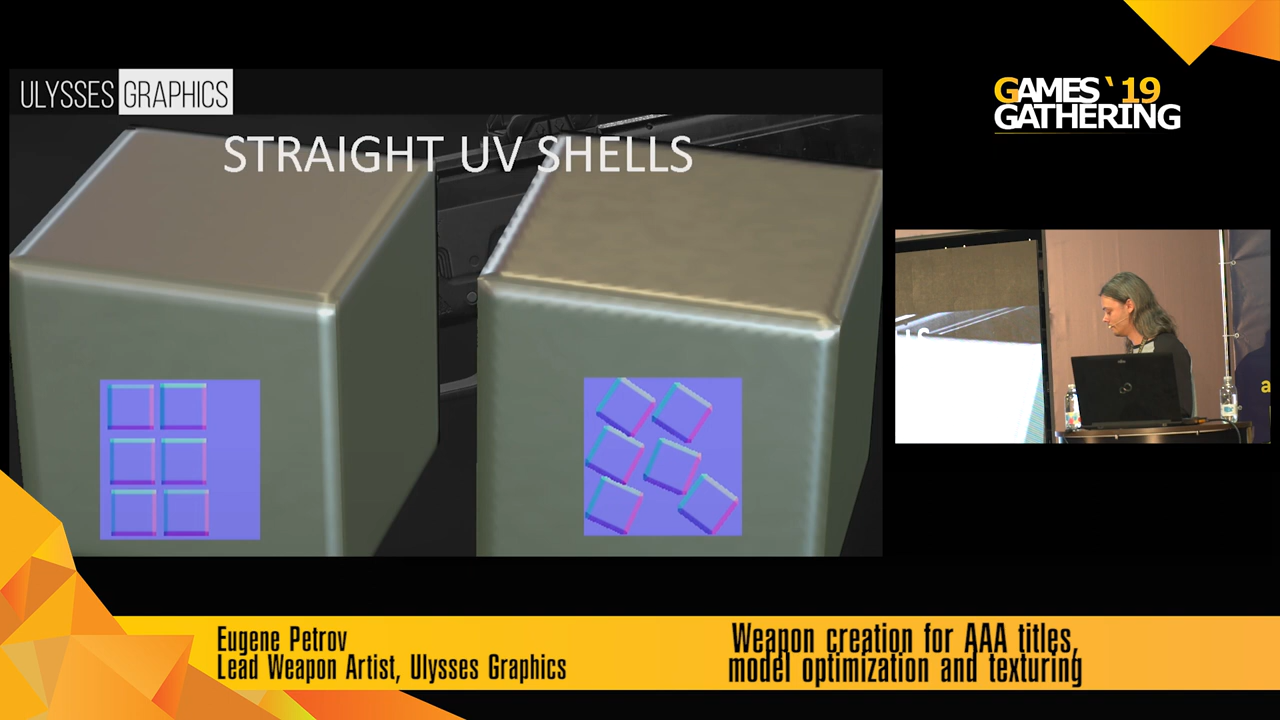 ULYSSES GRAPHICS
STRAIGHT UV SHELLS
GAMES '19
GATHERING
Eugene Petrov
Lead Weapon Artist, Ulysses Graphics
Weapon creation for AAA titles,
model optimization and texturing